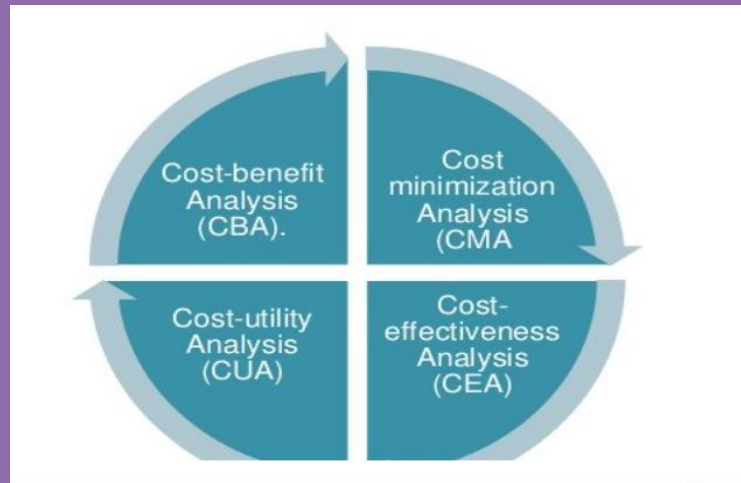 Cost-benefit
Analysis
(CBA).
Cost
minimization
Analysis
(CMA
Cost-utility
Analysis
(CUA)
Cost-
effectiveness
Analysis
(CEA)